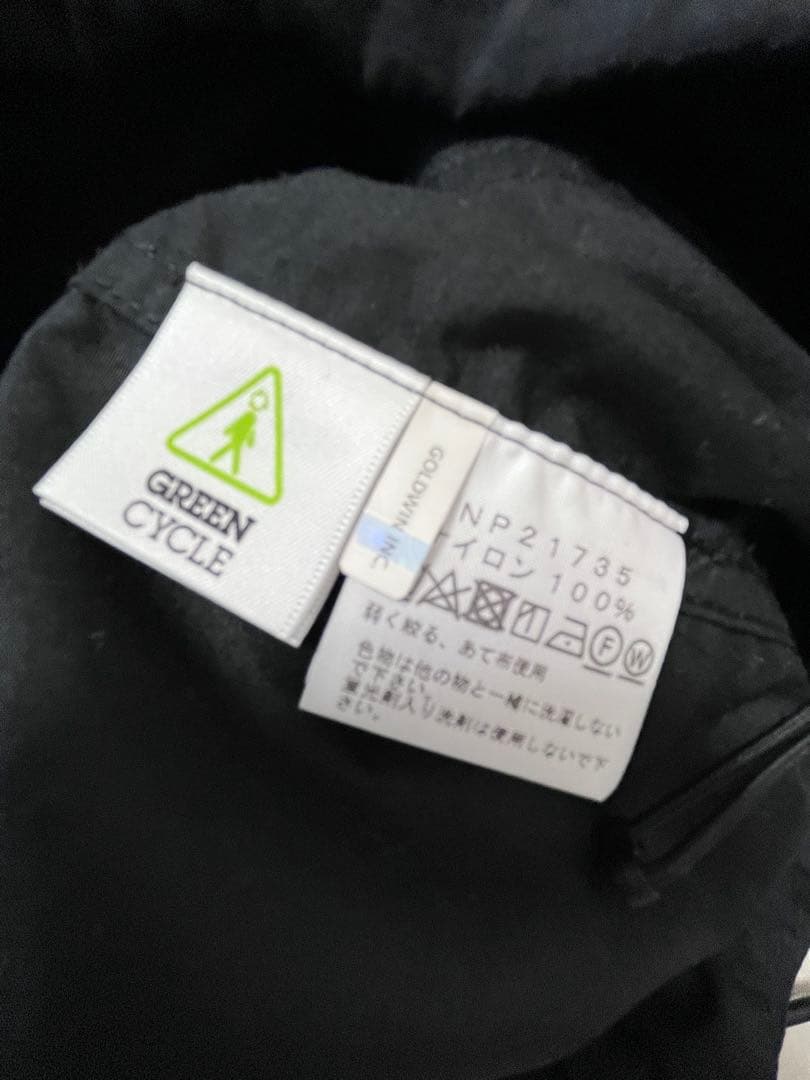 GREEN
CYCLE
GOLDWIN INC
NP21735
ナイロン 100%
F W
弱く絞る、あて布使用
色物は他の物と一緒に洗濯しない
で下さい。
蛍光剤入り洗剤は使用しないで下
さい。